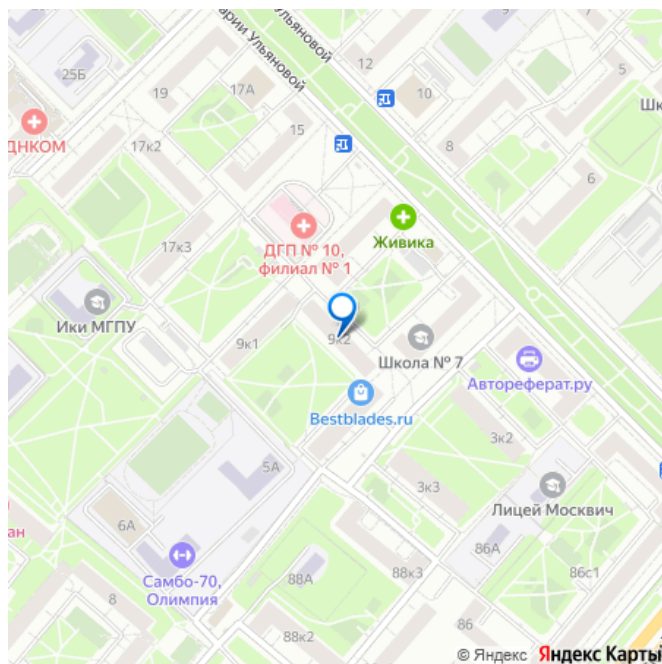 арии Ульяновой
Ульяновой
25Б
19
17А
12
10
5
Шк
15
8
ДНКОМ
17к2
6
Живика
ДГП № 10,
филиал № 1
17к3
Ики МГПУ
9к1
9к2
Школа № 7
Автореферат.ру
Bestblades.ru
3к2
5А
3к3
Лицей Москвич
ан
6А
86А
86с1
Самбо-70,
Олимпия
88А
88к3
8
86
88к2
© Яндекс Яндекс Карты